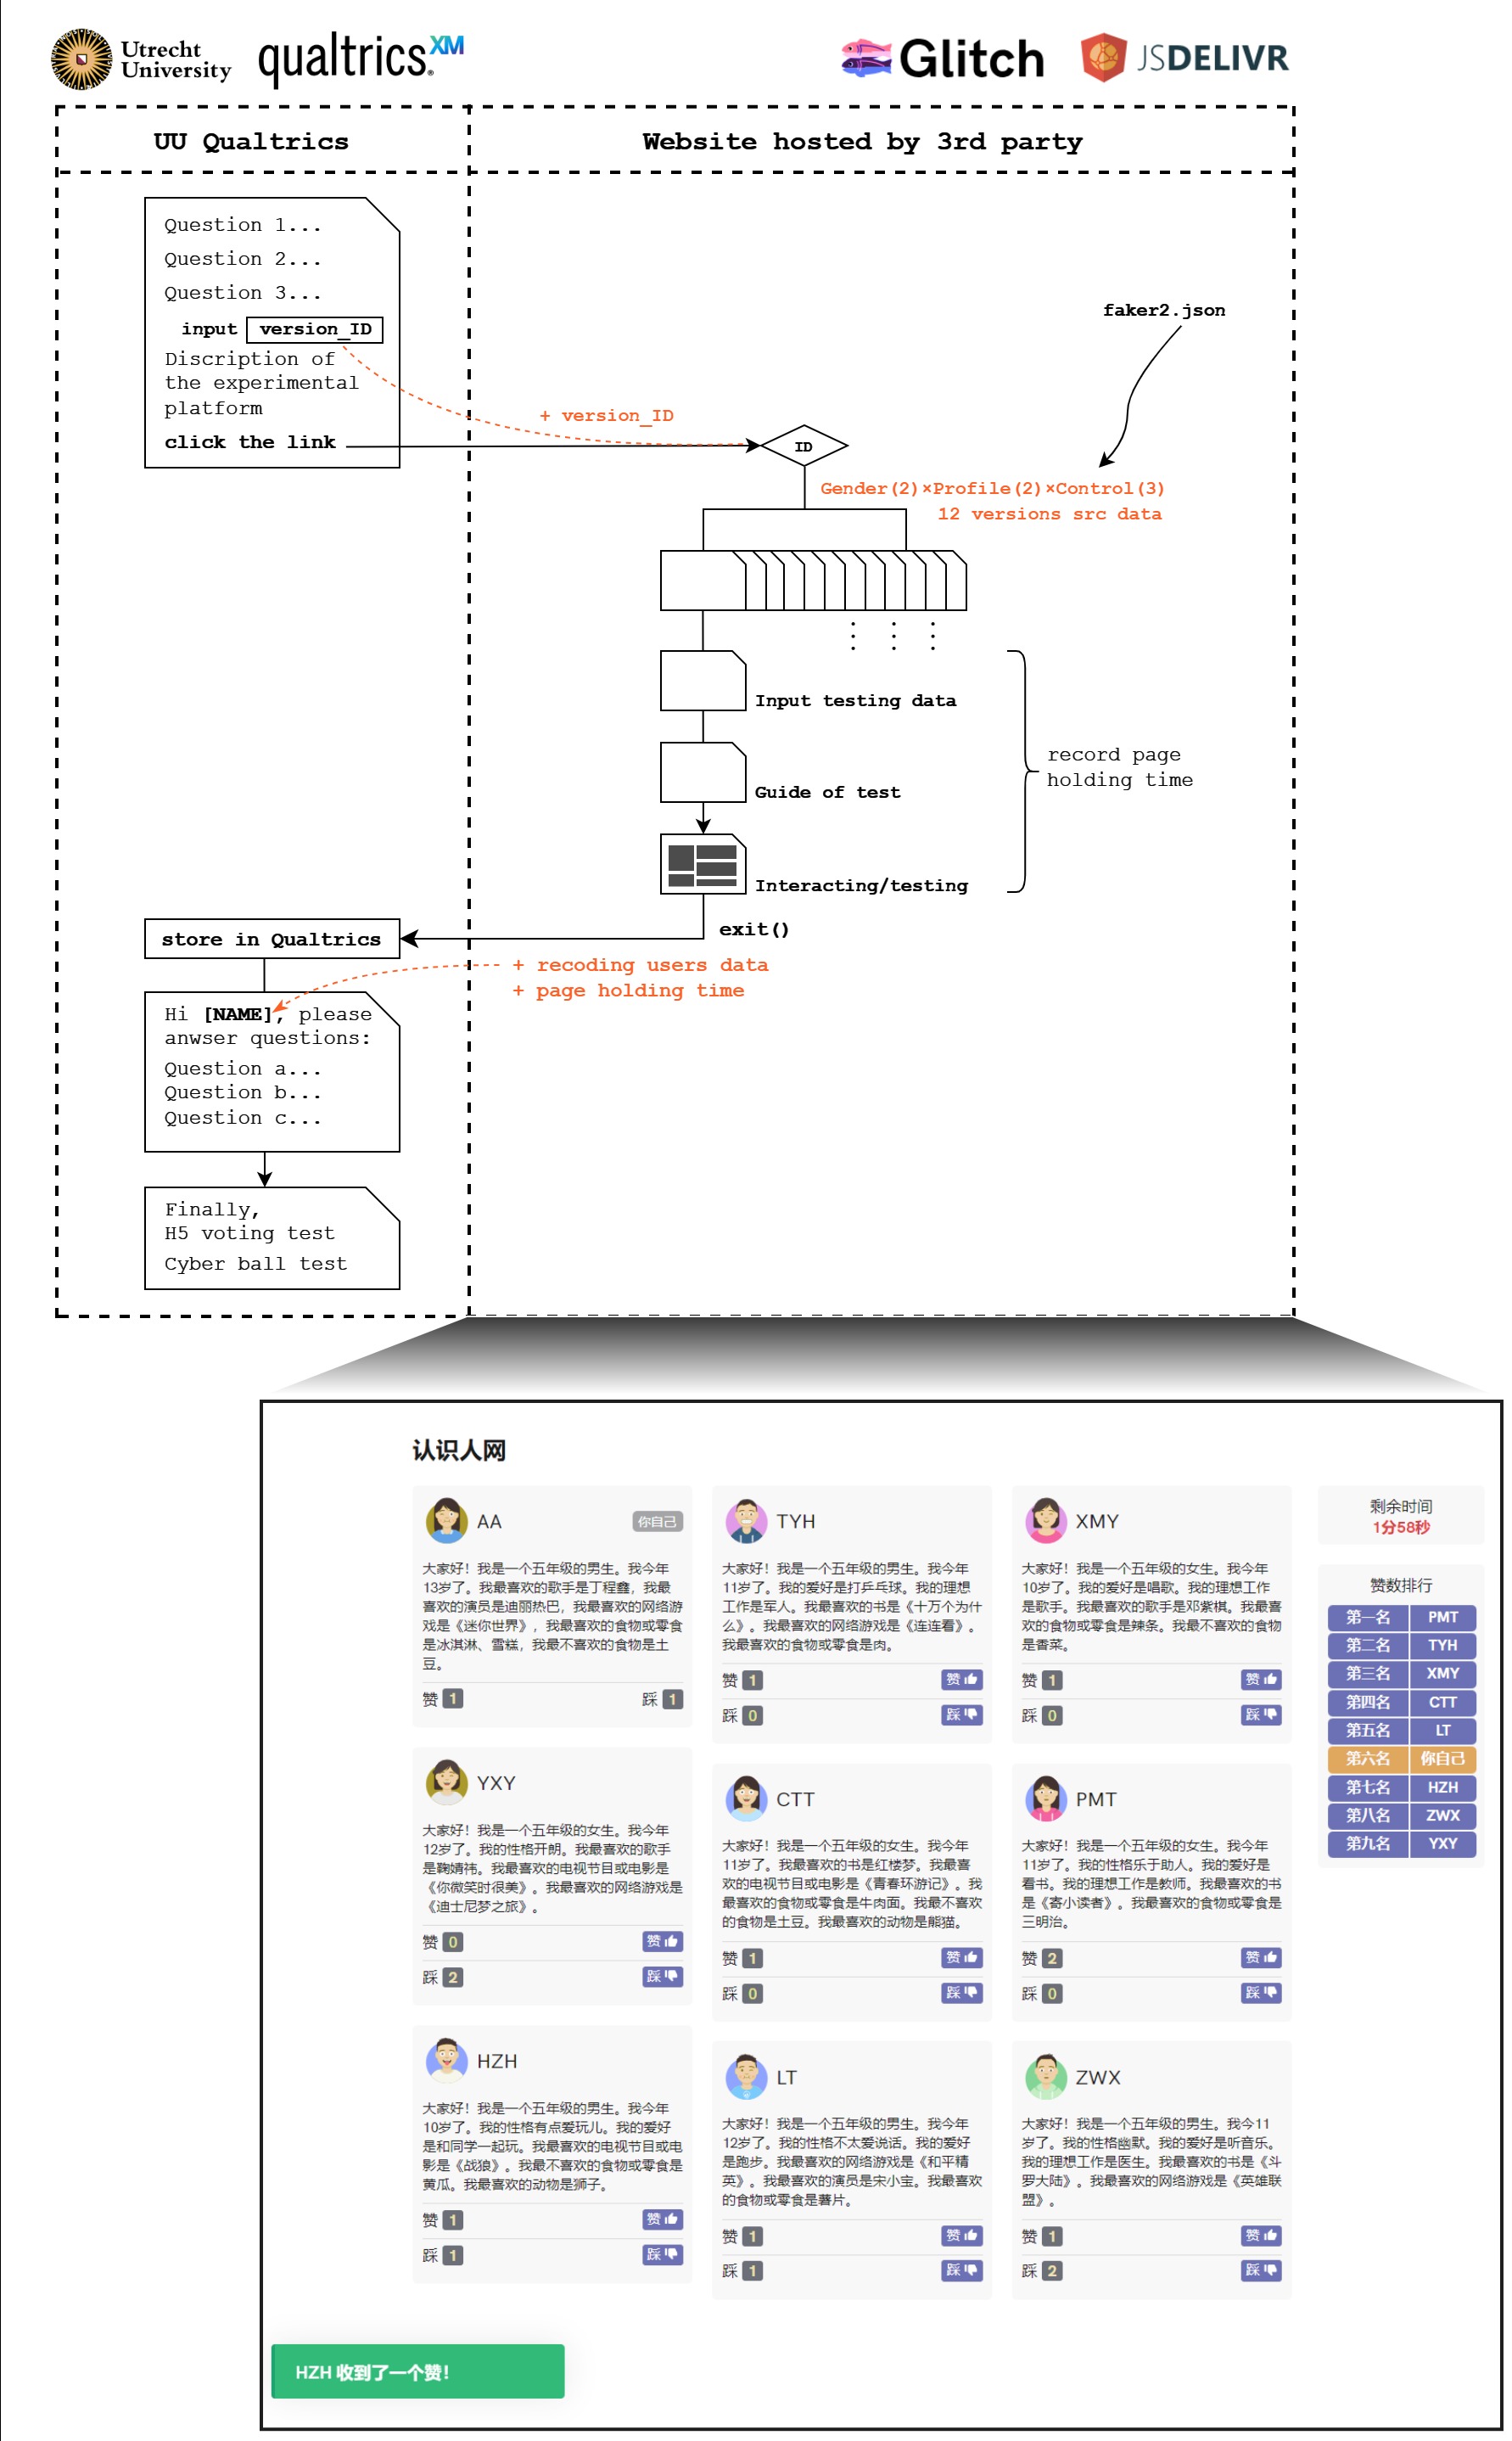 Utrecht
University
qualtrics.XM
Glitch
JSDELIVR
UU Qualtrics
Website hosted by 3rd party
Question 1...
Question 2...
Question 3...
input version_ID
Discription of
the experimental
platform
click the link
+ version_ID
ID
faker2.json
Gender(2)×Profile(2)×Control(3)
12 versions src data
Input testing data
Guide of test
Interacting/testing
record page
holding time
exit()
store in Qualtrics
+ recoding users data
+ page holding time
Hi [NAME], please
anwser questions:
Question a...
Question b...
Question c...
Finally,
H5 voting test
Cyber ball test
认识人网
AA 你自己
大家好！我是一个五年级的男生。我今年
13岁了。我最喜欢的歌手是丁程鑫，我最
喜欢的演员是迪丽热巴，我最喜欢的网络游
戏是《迷你世界》，我最喜欢的食物或零食
是冰淇淋、雪糕，我最不喜欢的食物是土
豆。
赞 1 踩 1
YXY
大家好！我是一个五年级的女生。我今年
12岁了。我的性格开朗。我最喜欢的歌手
是鞠婧祎。我最喜欢的电视节目或电影是
《你微笑时很美》。我最喜欢的网络游戏是
《迪士尼梦之旅》。
赞 0 赞
踩 2 踩
HZH
大家好！我是一个五年级的男生。我今年
10岁了。我的性格有点爱玩儿。我的爱好
是和同学一起玩。我最喜欢的电视节目或电
影是《战狼》。我最不喜欢的食物或零食是
黄瓜。我最喜欢的动物是狮子。
赞 1 赞
踩 1 踩
TYH
大家好！我是一个五年级的男生。我今年
11岁了。我的爱好是打乒乓球。我的理想
工作是军人。我最喜欢的书是《十万个为什
么》。我最喜欢的网络游戏是《连连看》。
我最喜欢的食物或零食是肉。
赞 1 赞
踩 0 踩
CTT
大家好！我是一个五年级的女生。我今年
11岁了。我最喜欢的书是红楼梦。我最喜
欢的电视节目或电影是《青春环游记》。我
最喜欢的食物或零食是牛肉面。我最不喜欢
的食物是土豆。我最喜欢的动物是熊猫。
赞 1 赞
踩 0 踩
LT
大家好！我是一个五年级的男生。我今年
12岁了。我的性格不太爱说话。我的爱好
是跑步。我最喜欢的网络游戏是《和平精
英》。我最喜欢的演员是宋小宝。我最喜欢
的食物或零食是薯片。
赞 1 赞
踩 1 踩
XMY
大家好！我是一个五年级的女生。我今年
10岁了。我的爱好是唱歌。我的理想工作
是歌手。我最喜欢的歌手是邓紫棋。我最喜
欢的食物或零食是辣条。我最不喜欢的食物
是香菜。
赞 1 赞
踩 0 踩
PMT
大家好！我是一个五年级的女生。我今年
11岁了。我的性格乐于助人。我的爱好是
看书。我的理想工作是教师。我最喜欢的书
是《寄小读者》。我最喜欢的食物或零食是
三明治。
赞 2 赞
踩 0 踩
ZWX
大家好！我是一个五年级的男生。我今11
岁了。我的性格幽默。我的爱好是听音乐。
我的理想工作是医生。我最喜欢的书是《斗
罗大陆》。我最喜欢的网络游戏是《英雄联
盟》。
赞 1 赞
踩 2 踩
剩余时间
1分58秒
赞数排行
第一名 PMT
第二名 TYH
第三名 XMY
第四名 CTT
第五名 LT
第六名 你自己
第七名 HZH
第八名 ZWX
第九名 YXY
HZH 收到了一个赞！